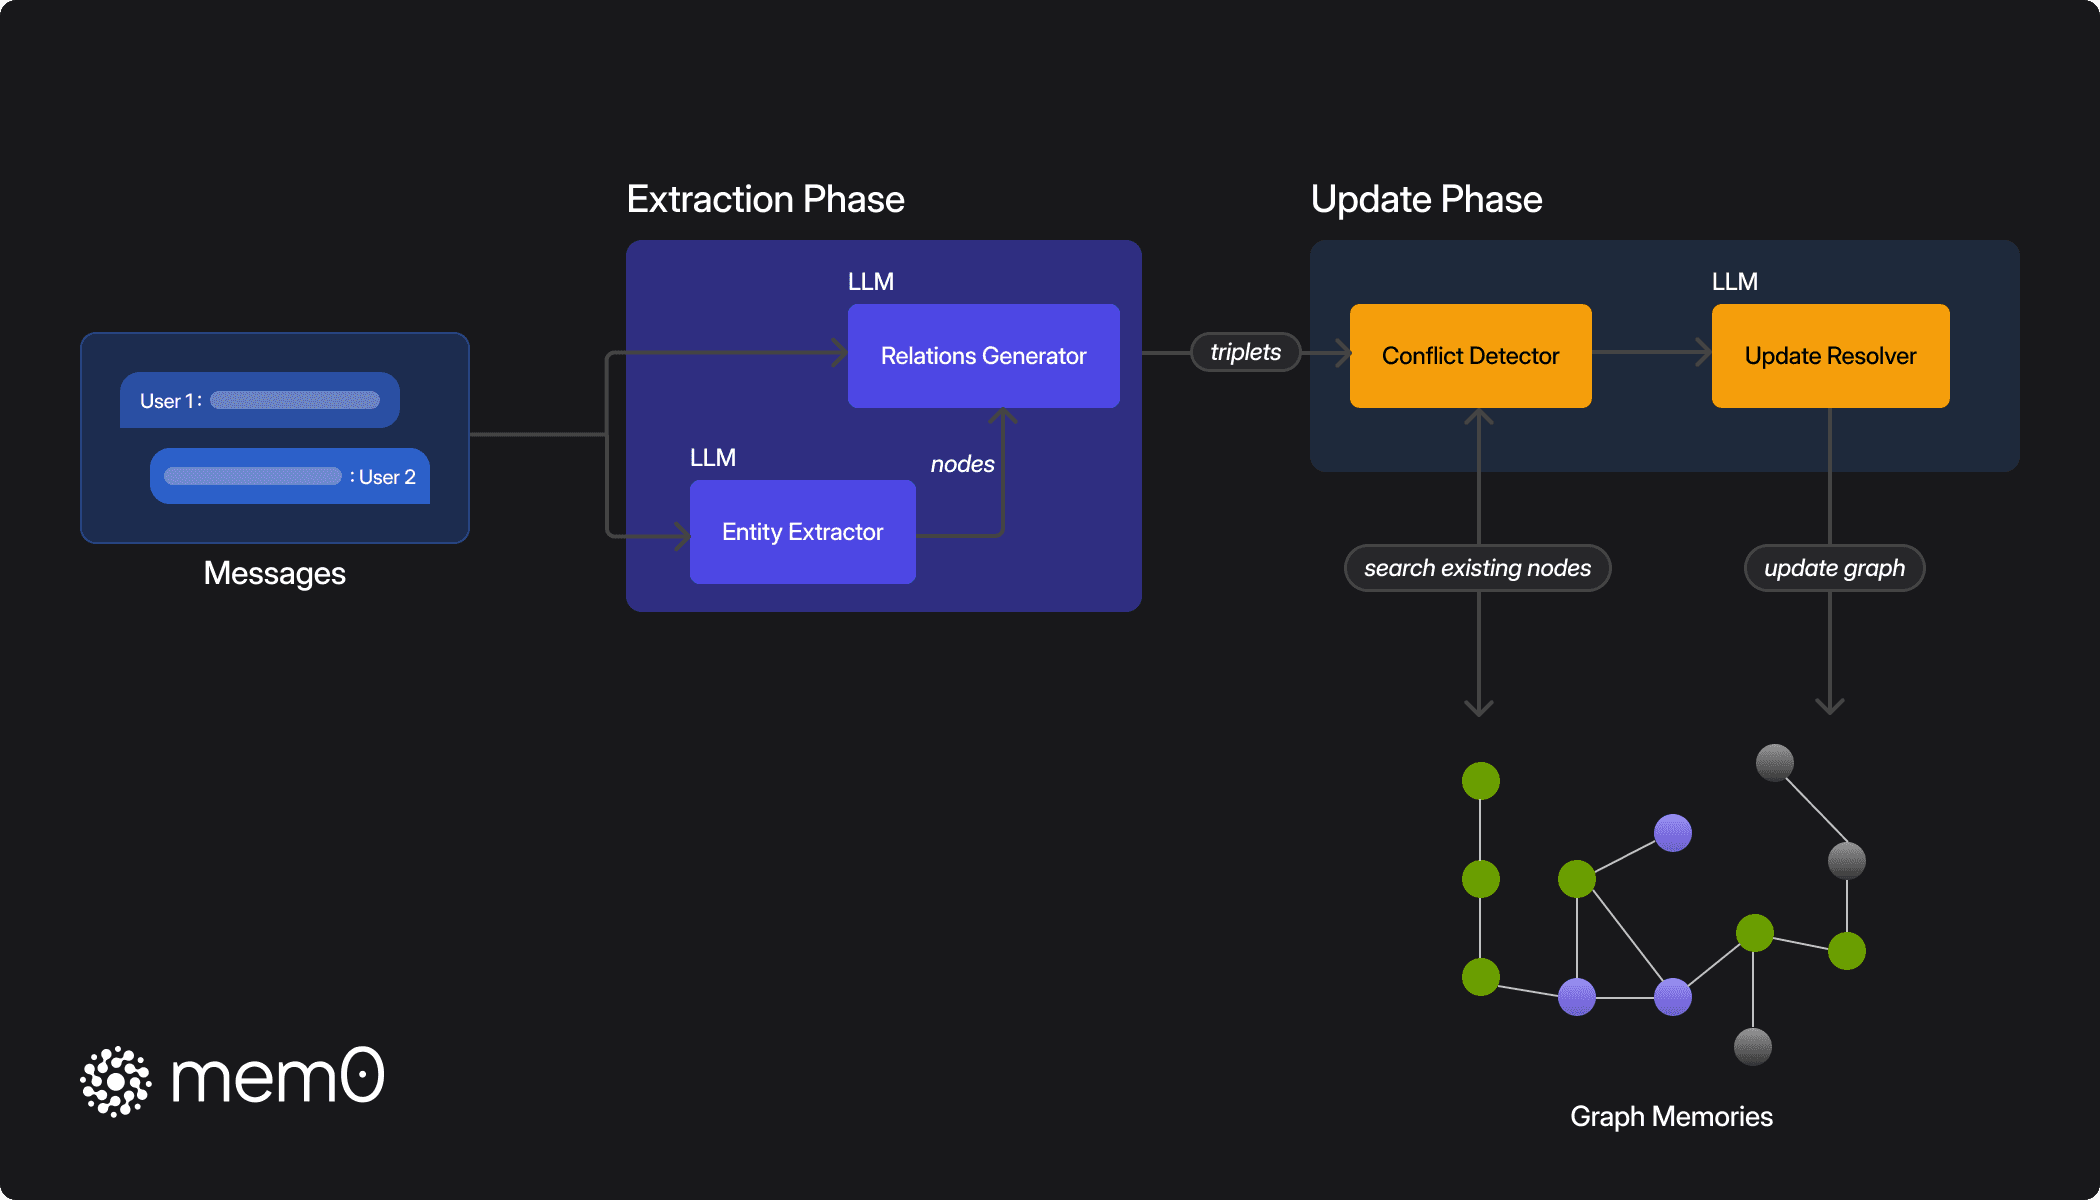 Extraction Phase
Update Phase
LLM
LLM
Relations Generator
triplets
Conflict Detector
Update Resolver
User 1:
: User 2
Messages
LLM
nodes
Entity Extractor
search existing nodes
update graph
mem0
Graph Memories